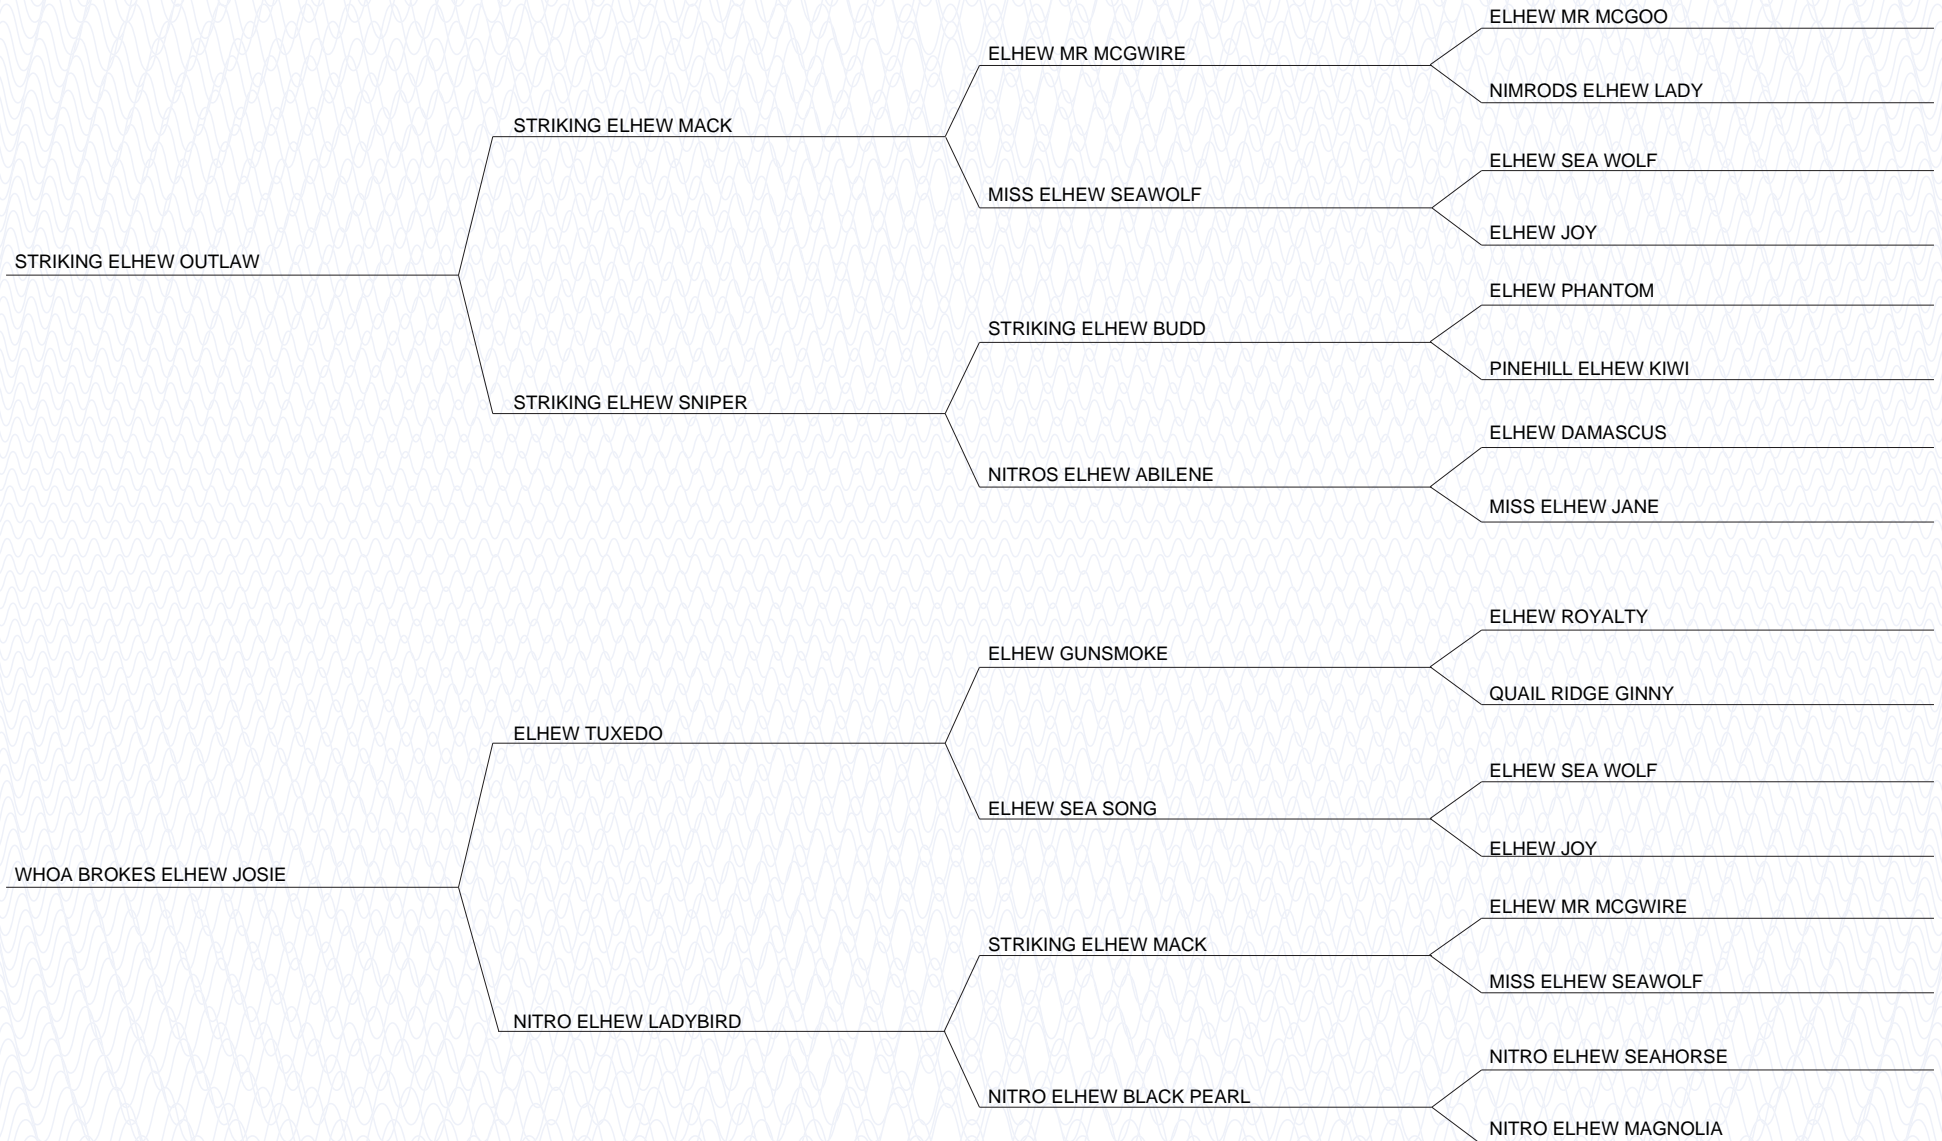 ELHEW MR MCGOO
ELHEW MR MCGWIRE
NIMRODS ELHEW LADY
STRIKING ELHEW MACK
ELHEW SEA WOLF
MISS ELHEW SEAWOLF
ELHEW JOY
STRIKING ELHEW OUTLAW
ELHEW PHANTOM
STRIKING ELHEW BUDD
PINEHILL ELHEW KIWI
STRIKING ELHEW SNIPER
ELHEW DAMASCUS
NITROS ELHEW ABILENE
MISS ELHEW JANE
ELHEW ROYALTY
ELHEW GUNSMOKE
QUAIL RIDGE GINNY
ELHEW TUXEDO
ELHEW SEA WOLF
ELHEW SEA SONG
ELHEW JOY
WHOA BROKES ELHEW JOSIE
ELHEW MR MCGWIRE
STRIKING ELHEW MACK
MISS ELHEW SEAWOLF
NITRO ELHEW LADYBIRD
NITRO ELHEW SEAHORSE
NITRO ELHEW BLACK PEARL
NITRO ELHEW MAGNOLIA